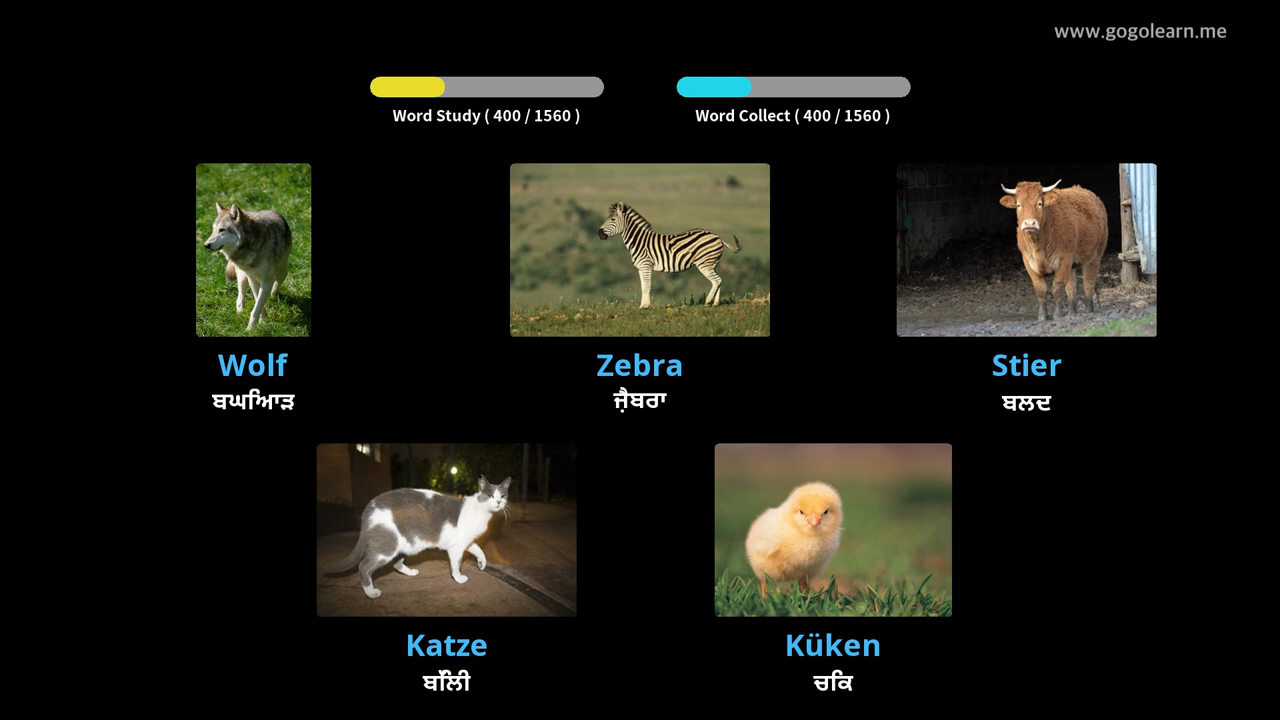 www.gogolearn.me
Word Study ( 400 / 1560 )
Word Collect ( 400 / 1560 )
Wolf
ਬਘਿਆੜ
Zebra
ਜ਼ੈਬਰਾ
Stier
ਬਲਦ
Katze
ਬਿੱਲੀ
Küken
ਚਿਕ